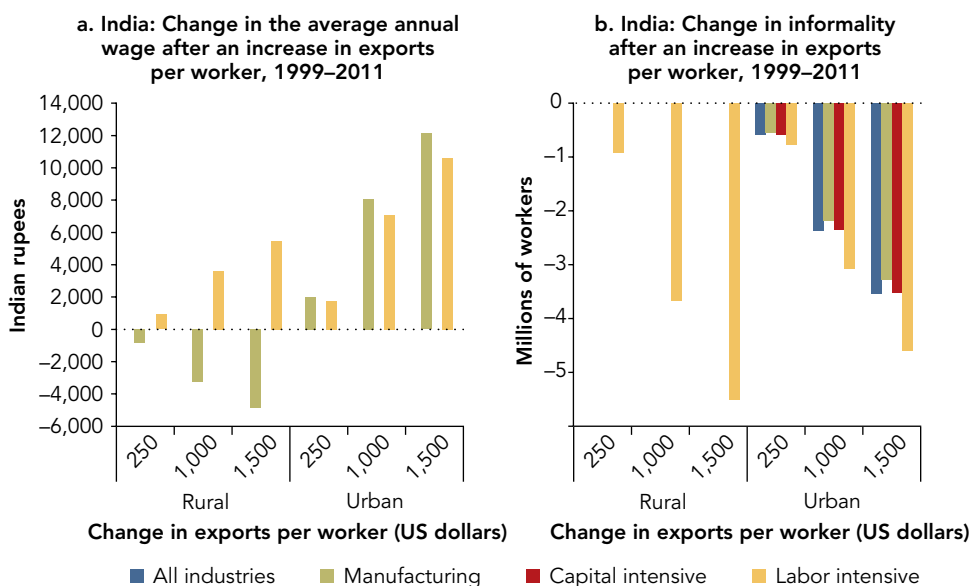 a. India: Change in the average annual
wage after an increase in exports
per worker, 1999–2011
14,000
12,000
10,000
8,000
6,000
4,000
2,000
0
–2,000
–4,000
–6,000
Indian rupees
250
1,000
1,500
250
1,000
1,500
Rural
Urban
Change in exports per worker (US dollars)
b. India: Change in informality
after an increase in exports
per worker, 1999–2011
0
–1
–2
–3
–4
–5
Millions of workers
250
1,000
1,500
250
1,000
1,500
Rural
Urban
Change in exports per worker (US dollars)
All industries
Manufacturing
Capital intensive
Labor intensive